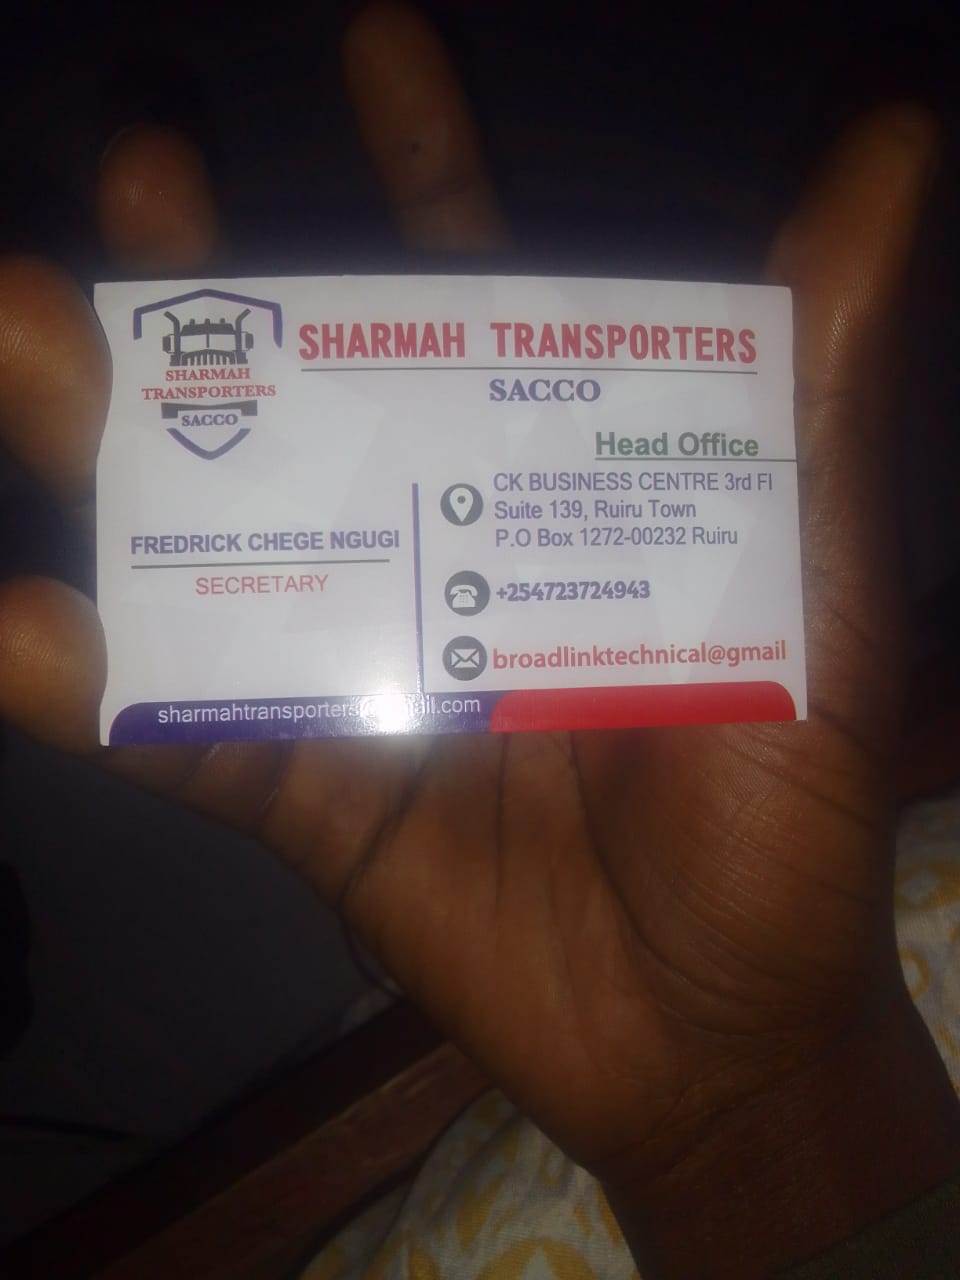 SHARMAH
TRANSPORTERS
SACCO
SHARMAH TRANSPORTERS
SACCO
Head Office
CK BUSINESS CENTRE 3rd Fl
Suite 139, Ruiru Town
P.O Box 1272-00232 Ruiru
FREDRICK CHEGE NGUGI
SECRETARY
+254723724943
broadlinktechnical@gmail